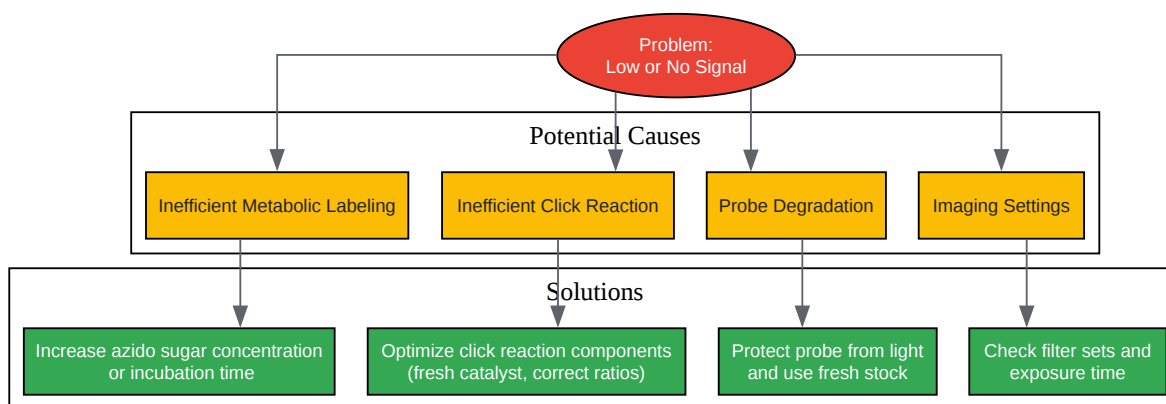 Problem:
Low or No Signal
Potential Causes
Inefficient Metabolic Labeling
Inefficient Click Reaction
Probe Degradation
Imaging Settings
Solutions
Increase azido sugar concentration
or incubation time
Optimize click reaction components
(fresh catalyst, correct ratios)
Protect probe from light
and use fresh stock
Check filter sets and
exposure time